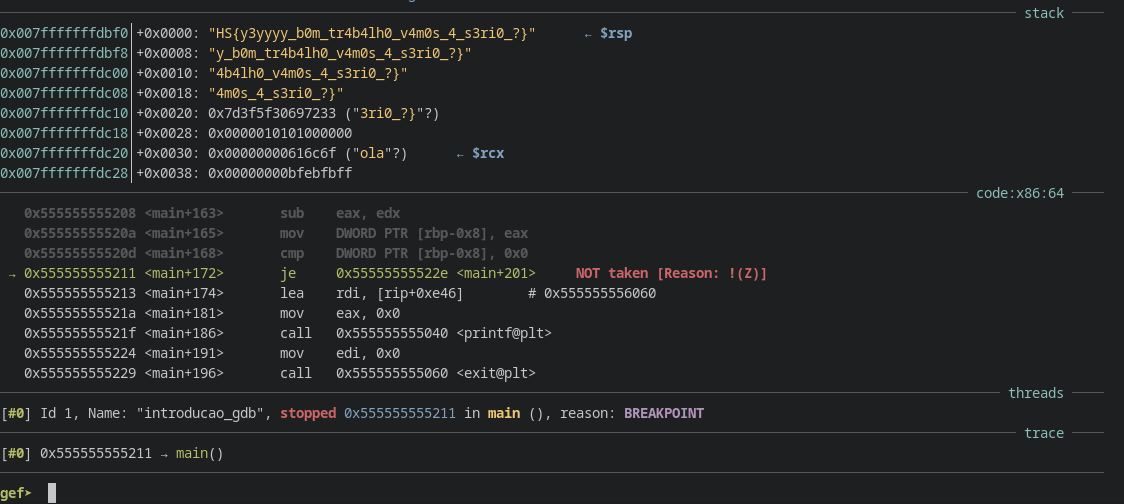 stack
0x007fffffffdbf0│+0x0000: "HS{y3yyyy_b0m_tr4b4lh0_v4m0s_4_s3ri0_?}" ← $rsp
0x007fffffffdbf8│+0x0008: "y_b0m_tr4b4lh0_v4m0s_4_s3ri0_?}"
0x007fffffffdc00│+0x0010: "4b4lh0_v4m0s_4_s3ri0_?}"
0x007fffffffdc08│+0x0018: "4m0s_4_s3ri0_?}"
0x007fffffffdc10│+0x0020: 0x7d3f5f30697233 ("3ri0_?}"?)
0x007fffffffdc18│+0x0028: 0x0000010101000000
0x007fffffffdc20│+0x0030: 0x00000000616c6f ("ola"?) ← $rcx
0x007fffffffdc28│+0x0038: 0x00000000bfebfbff
code:x86:64
0x555555555208 <main+163> sub eax, edx
0x55555555520a <main+165> mov DWORD PTR [rbp-0x8], eax
0x55555555520d <main+168> cmp DWORD PTR [rbp-0x8], 0x0
→ 0x555555555211 <main+172> je 0x55555555522e <main+201> NOT taken [Reason: !(Z)]
0x555555555213 <main+174> lea rdi, [rip+0xe46] # 0x555555556060
0x55555555521a <main+181> mov eax, 0x0
0x55555555521f <main+186> call 0x555555555040 <printf@plt>
0x555555555224 <main+191> mov edi, 0x0
0x555555555229 <main+196> call 0x555555555060 <exit@plt>
threads
[#0] Id 1, Name: "introducao_gdb", stopped 0x555555555211 in main (), reason: BREAKPOINT
trace
[#0] 0x555555555211 → main()
gef➤